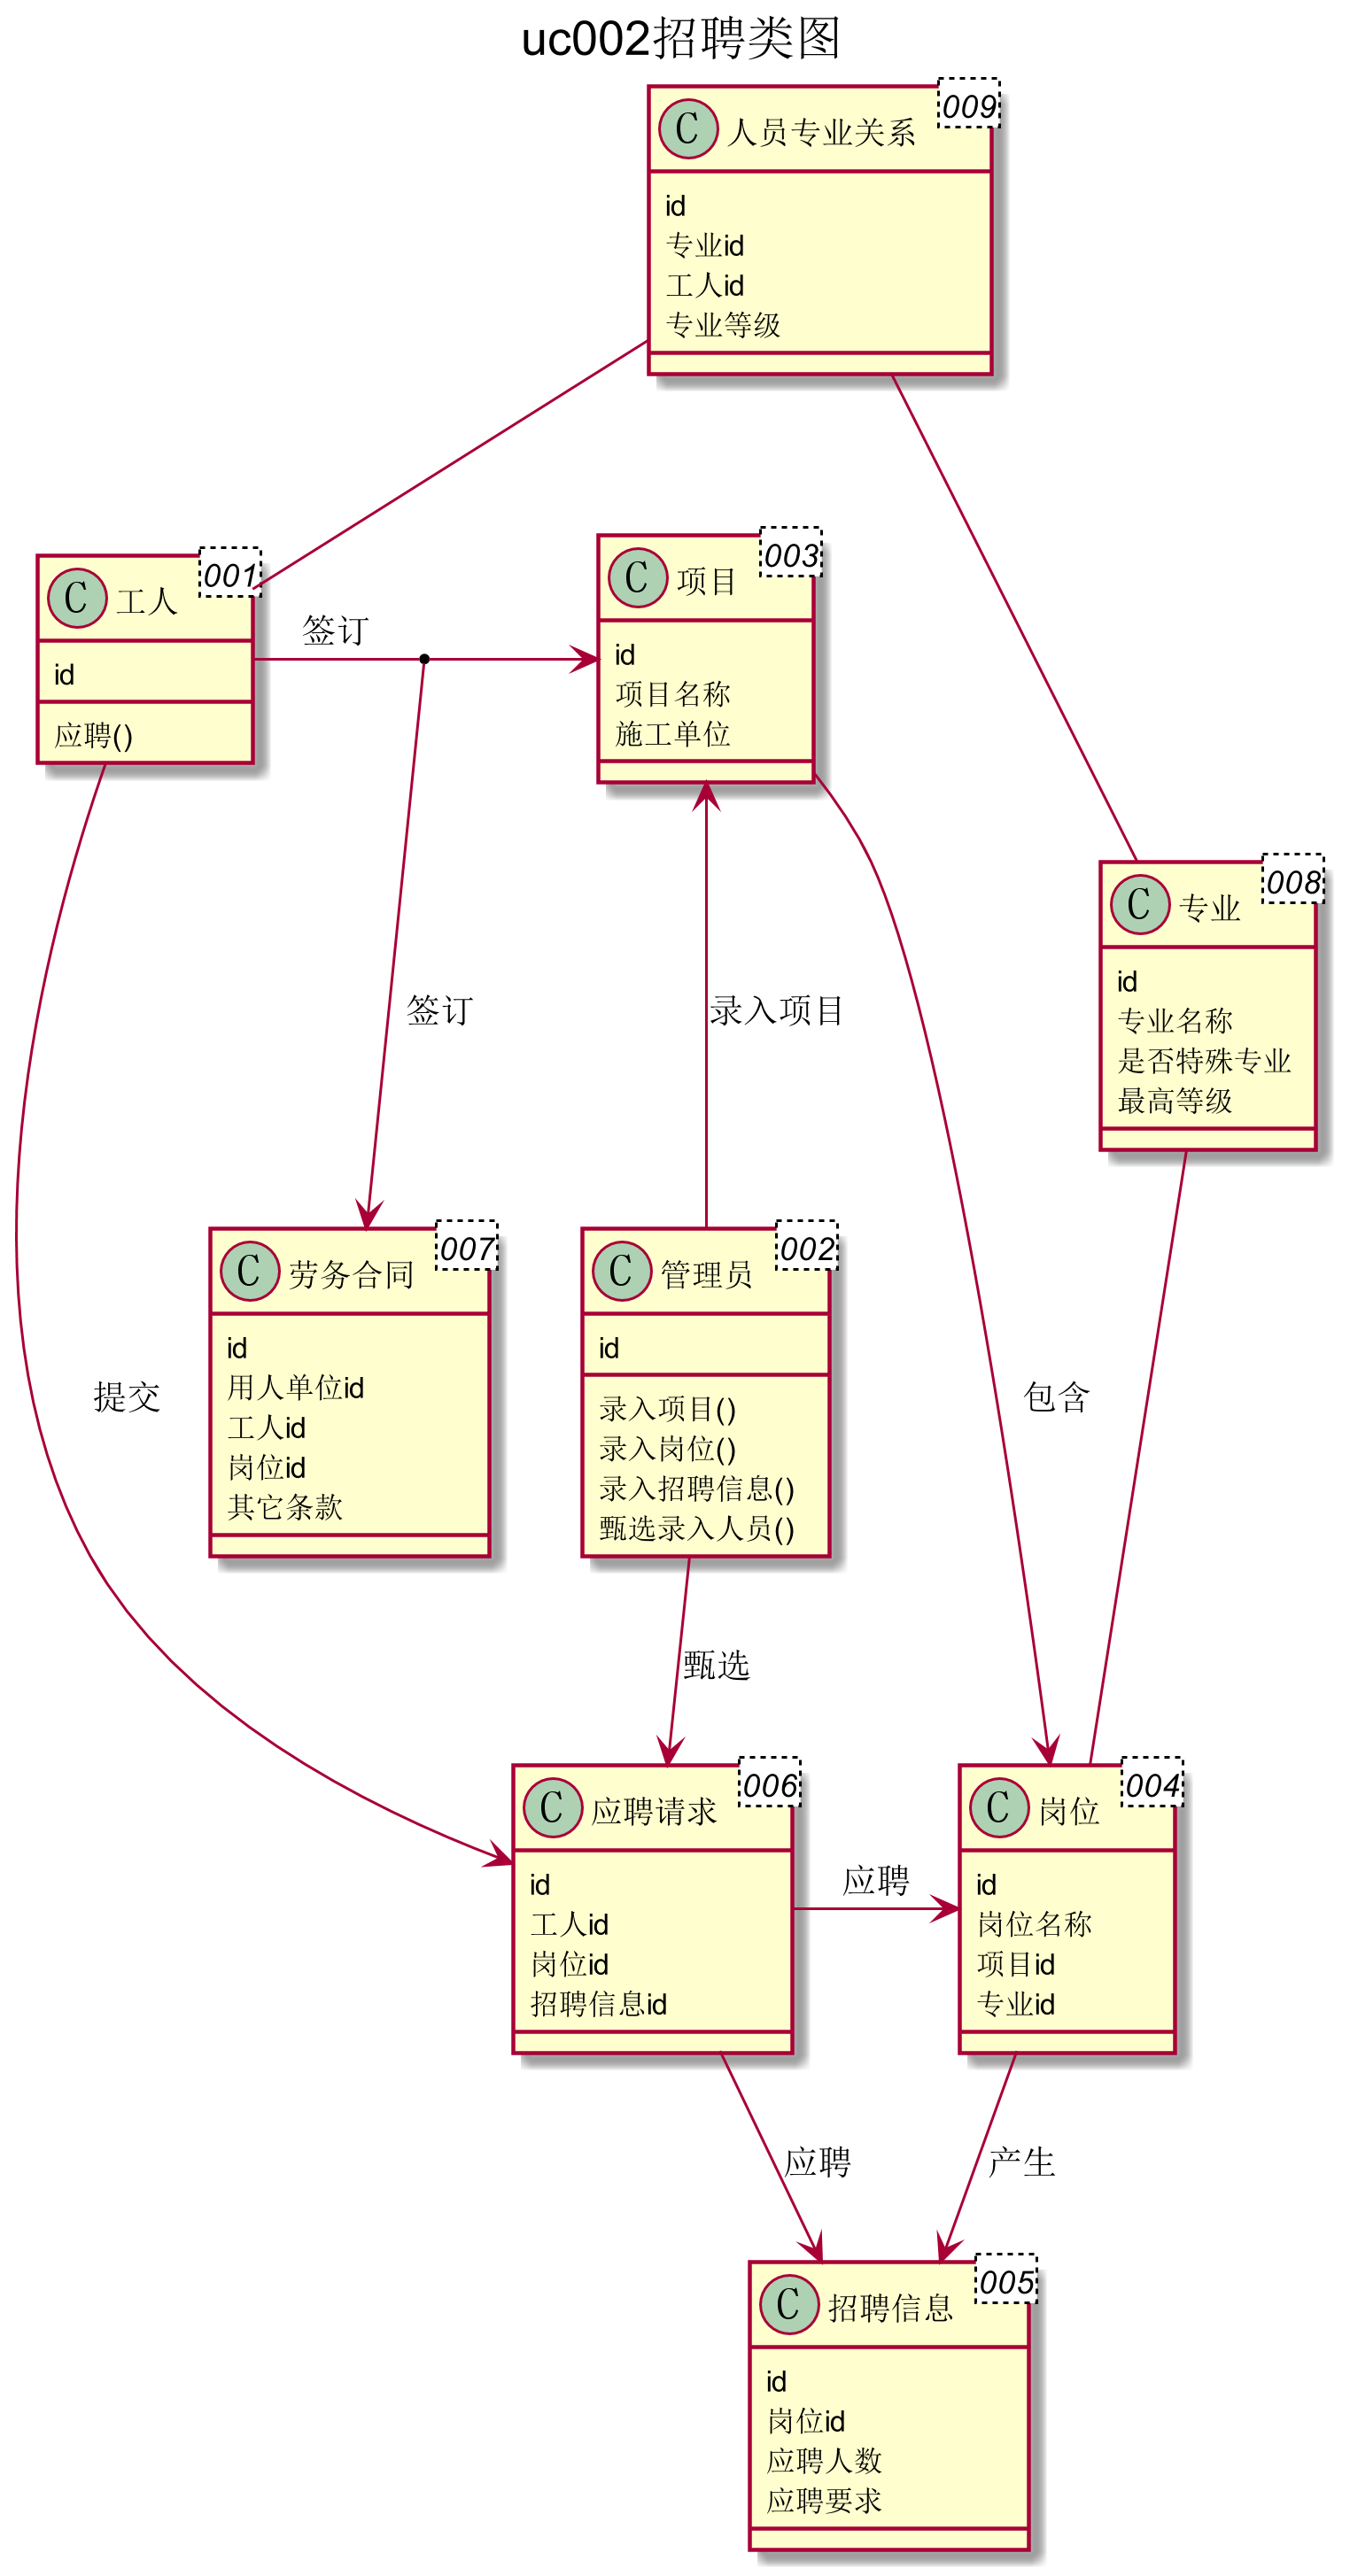 uc002招聘类图
009
C 人员专业关系
id
专业id
工人id
专业等级
001
C 工人
id
应聘()
签订
003
C 项目
id
项目名称
施工单位
008
C 专业
id
专业名称
是否特殊专业
最高等级
签订
录入项目
007
C 劳务合同
id
用人单位id
工人id
岗位id
其它条款
002
C 管理员
id
录入项目()
录入岗位()
录入招聘信息()
甄选录入人员()
提交
包含
甄选
006
C 应聘请求
id
工人id
岗位id
招聘信息id
应聘
004
C 岗位
id
岗位名称
项目id
专业id
应聘
产生
005
C 招聘信息
id
岗位id
应聘人数
应聘要求